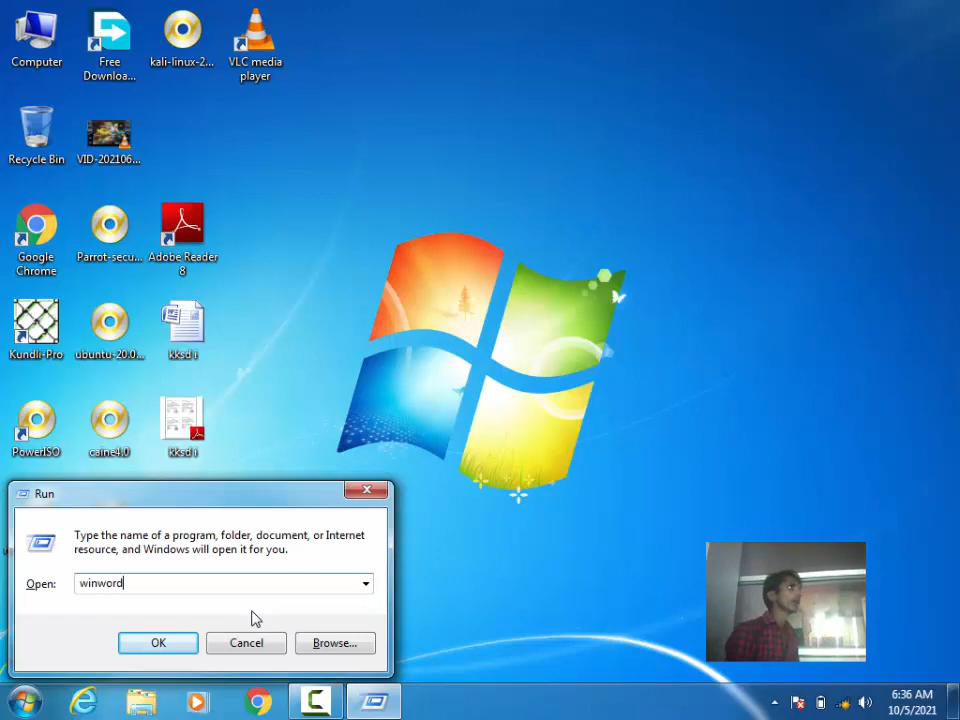 Computer
Free
Downloa...
kali-linux-2...
VLC media
player
Recycle Bin
VID-202106...
Google
Chrome
Parrot-secu...
Adobe Reader
8
Kundli-Pro
ubuntu-20.0...
kksd i
PowerISO
caine4.0
kksd i
Run
Type the name of a program, folder, document, or Internet
resource, and Windows will open it for you.
Open:
winword
OK
Cancel
Browse...
6:36 AM
10/5/2021